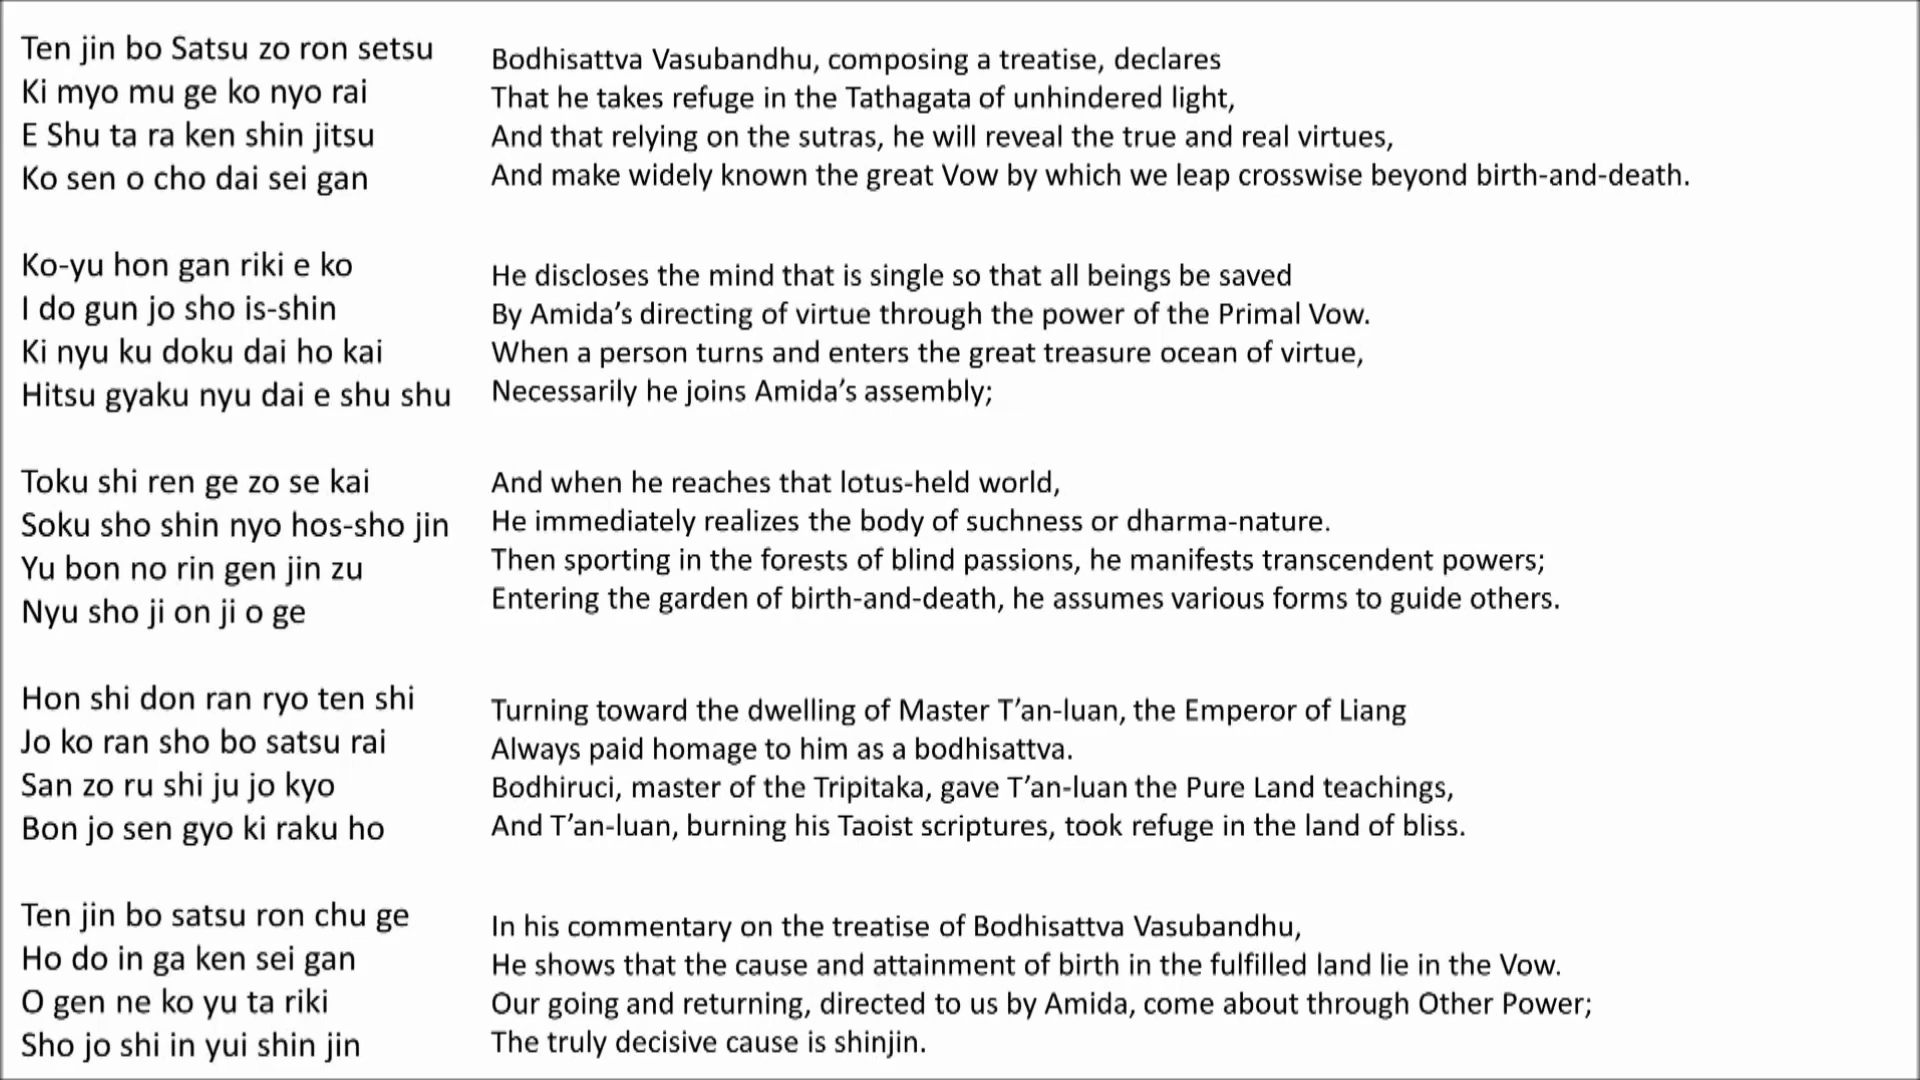 Ten jin bo Satsu zo ron setsu
Ki myo mu ge ko nyo rai
E Shu ta ra ken shin jitsu
Ko sen o cho dai sei gan
Bodhisattva Vasubandhu, composing a treatise, declares
That he takes refuge in the Tathagata of unhindered light,
And that relying on the sutras, he will reveal the true and real virtues,
And make widely known the great Vow by which we leap crosswise beyond birth-and-death.
Ko-yu hon gan riki e ko
I do gun jo sho is-shin
Ki nyu ku doku dai ho kai
Hitsu gyaku nyu dai e shu shu
He discloses the mind that is single so that all beings be saved
By Amida’s directing of virtue through the power of the Primal Vow.
When a person turns and enters the great treasure ocean of virtue,
Necessarily he joins Amida’s assembly;
Toku shi ren ge zo se kai
Soku sho shin nyo hos-sho jin
Yu bon no rin gen jin zu
Nyu sho ji on ji o ge
And when he reaches that lotus-held world,
He immediately realizes the body of suchness or dharma-nature.
Then sporting in the forests of blind passions, he manifests transcendent powers;
Entering the garden of birth-and-death, he assumes various forms to guide others.
Hon shi don ran ryo ten shi
Jo ko ran sho bo satsu rai
San zo ru shi ju jo kyo
Bon jo sen gyo ki raku ho
Turning toward the dwelling of Master T’an-luan, the Emperor of Liang
Always paid homage to him as a bodhisattva.
Bodhiruci, master of the Tripitaka, gave T’an-luan the Pure Land teachings,
And T’an-luan, burning his Taoist scriptures, took refuge in the land of bliss.
Ten jin bo satsu ron chu ge
Ho do in ga ken sei gan
O gen ne ko yu ta riki
Sho jo shi in yui shin jin
In his commentary on the treatise of Bodhisattva Vasubandhu,
He shows that the cause and attainment of birth in the fulfilled land lie in the Vow.
Our going and returning, directed to us by Amida, come about through Other Power;
The truly decisive cause is shinjin.